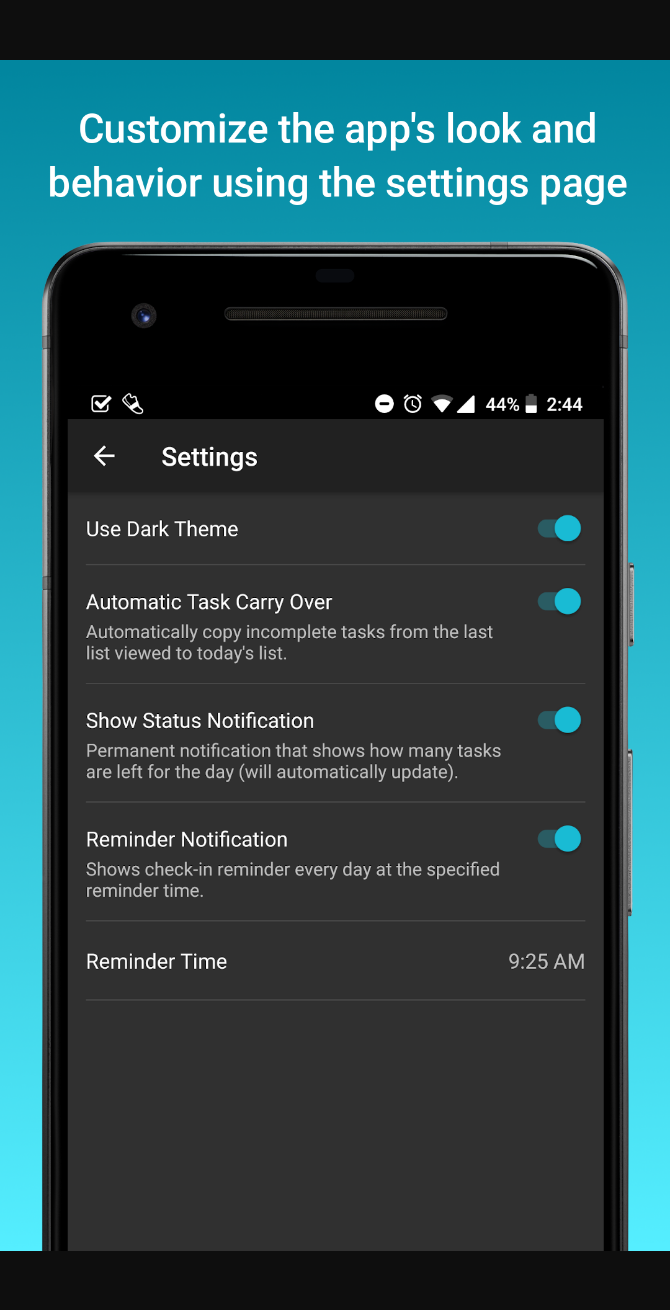 Customize the app's look and
behavior using the settings page
44% 2:44
Settings
Use Dark Theme
Automatic Task Carry Over
Automatically copy incomplete tasks from the last
list viewed to today's list.
Show Status Notification
Permanent notification that shows how many tasks
are left for the day (will automatically update).
Reminder Notification
Shows check-in reminder every day at the specified
reminder time.
Reminder Time 9:25 AM